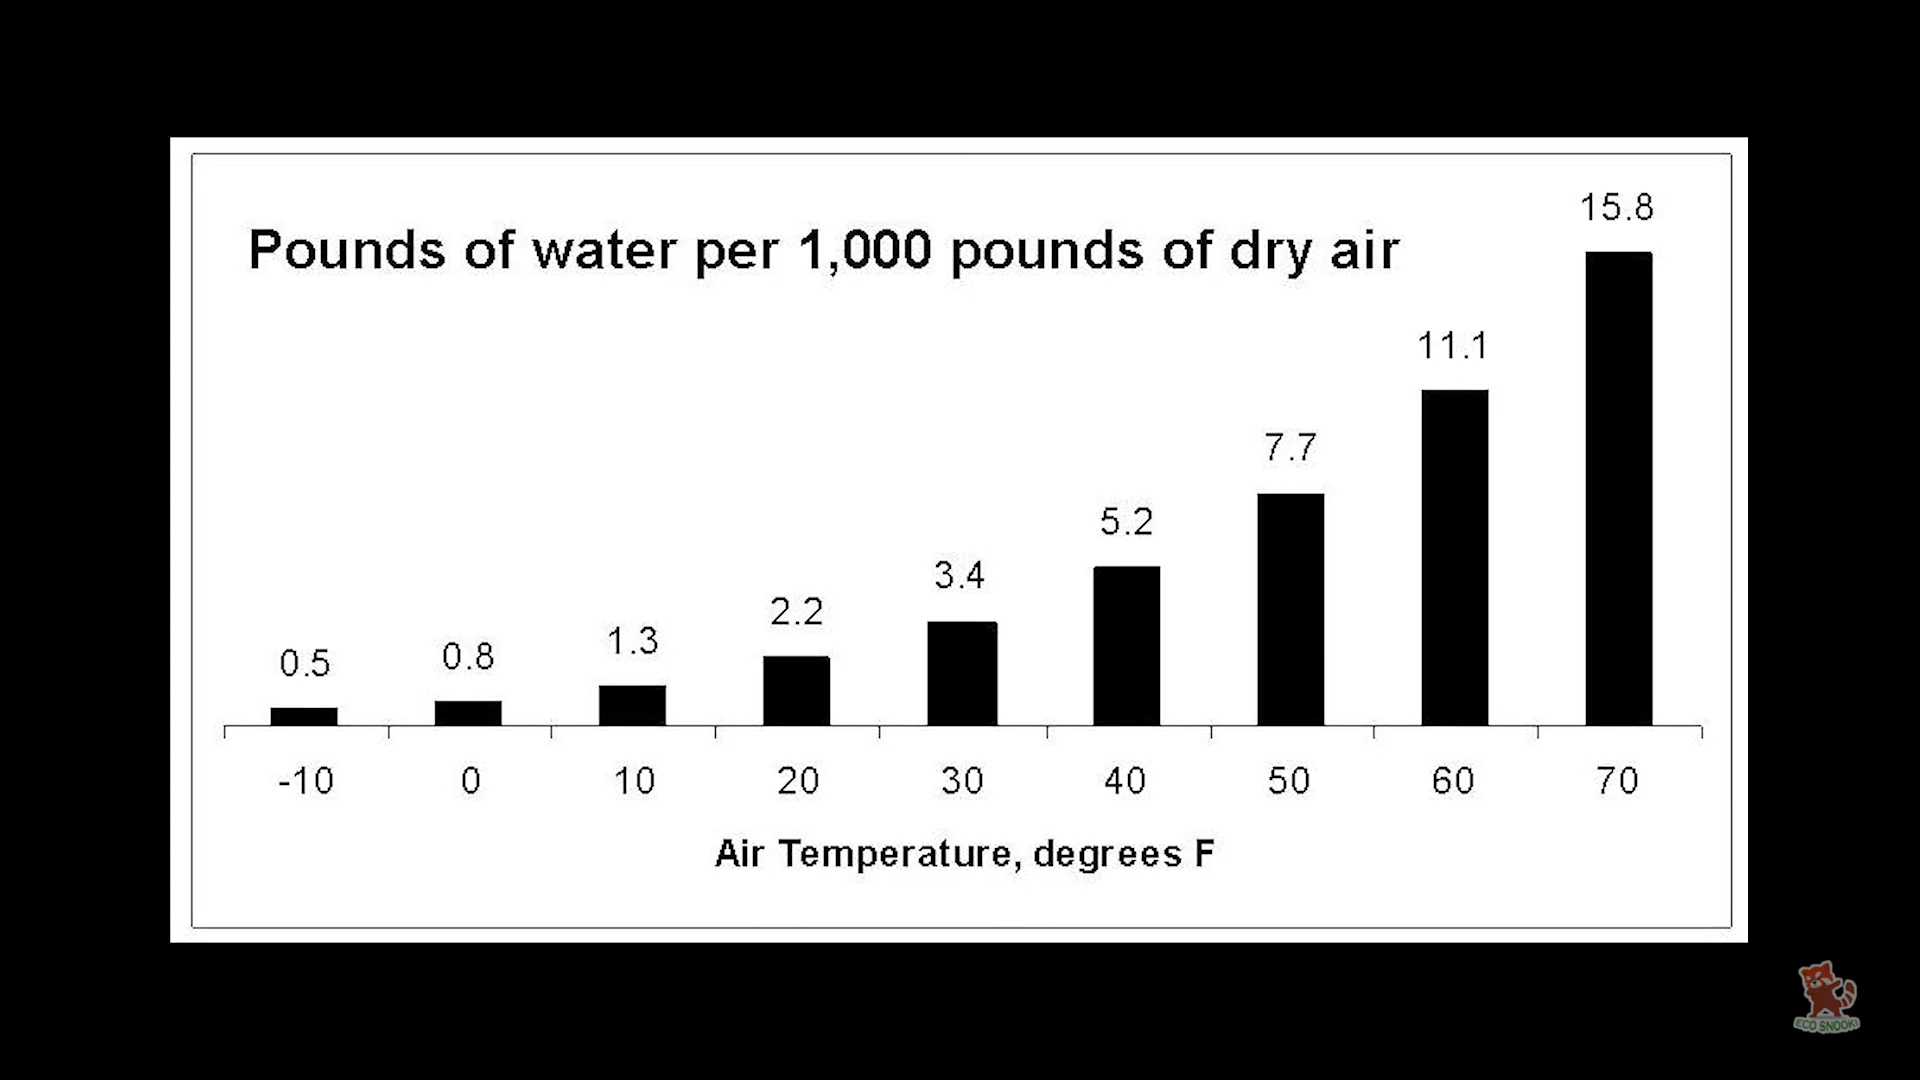 Pounds of water per 1,000 pounds of dry air
0.5 0.8 1.3 2.2 3.4 5.2 7.7 11.1 15.8
-10 0 10 20 30 40 50 60 70
Air Temperature, degrees F
ECO SNOOKI